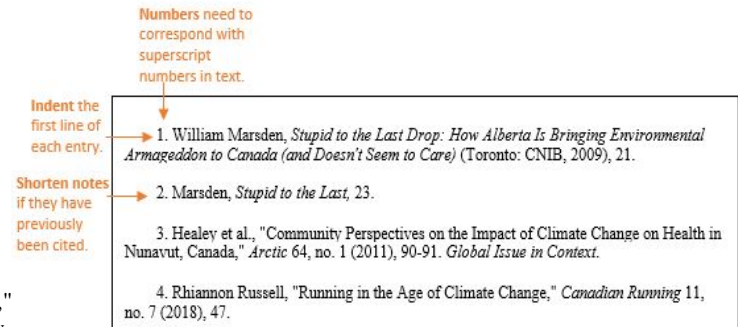 Numbers need to
correspond with
superscript
numbers in text.
Indent the
first line of
each entry.
1. William Marsden, Stupid to the Last Drop: How Alberta Is Bringing Environmental
Armageddon to Canada (and Doesn't Seem to Care) (Toronto: CNIB, 2009), 21.
Shorten notes
if they have
previously
been cited.
2. Marsden, Stupid to the Last, 23.
3. Healey et al., "Community Perspectives on the Impact of Climate Change on Health in
Nunavut, Canada," Arctic 64, no. 1 (2011), 90-91. Global Issue in Context.
4. Rhiannon Russell, "Running in the Age of Climate Change," Canadian Running 11,
no. 7 (2018), 47.